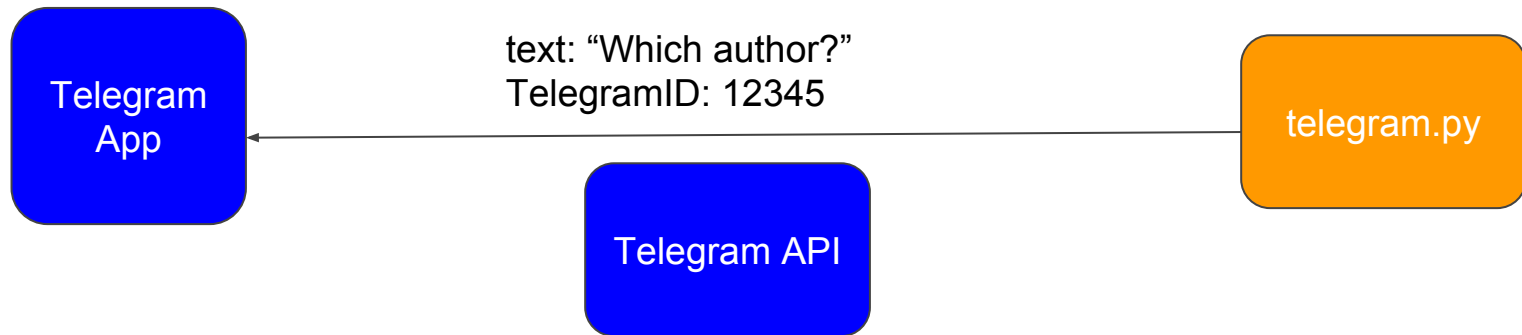 Telegram
App
text: “Which author?”
TelegramID: 12345
telegram.py
Telegram API